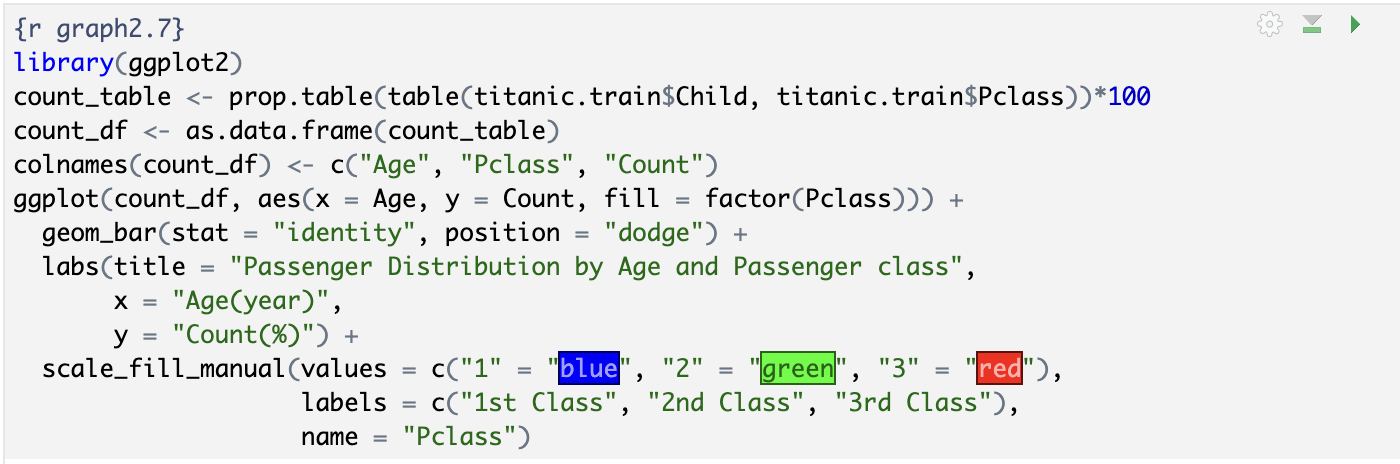 {r graph2.7}
library(ggplot2)
count_table <- prop.table(table(titanic.train$Child, titanic.train$Pclass))*100
count_df <- as.data.frame(count_table)
colnames(count_df) <- c("Age", "Pclass", "Count")
ggplot(count_df, aes(x = Age, y = Count, fill = factor(Pclass))) +
  geom_bar(stat = "identity", position = "dodge") +
  labs(title = "Passenger Distribution by Age and Passenger class",
       x = "Age(year)",
       y = "Count(%)") +
  scale_fill_manual(values = c("1" = "blue", "2" = "green", "3" = "red"),
                    labels = c("1st Class", "2nd Class", "3rd Class"),
                    name = "Pclass")